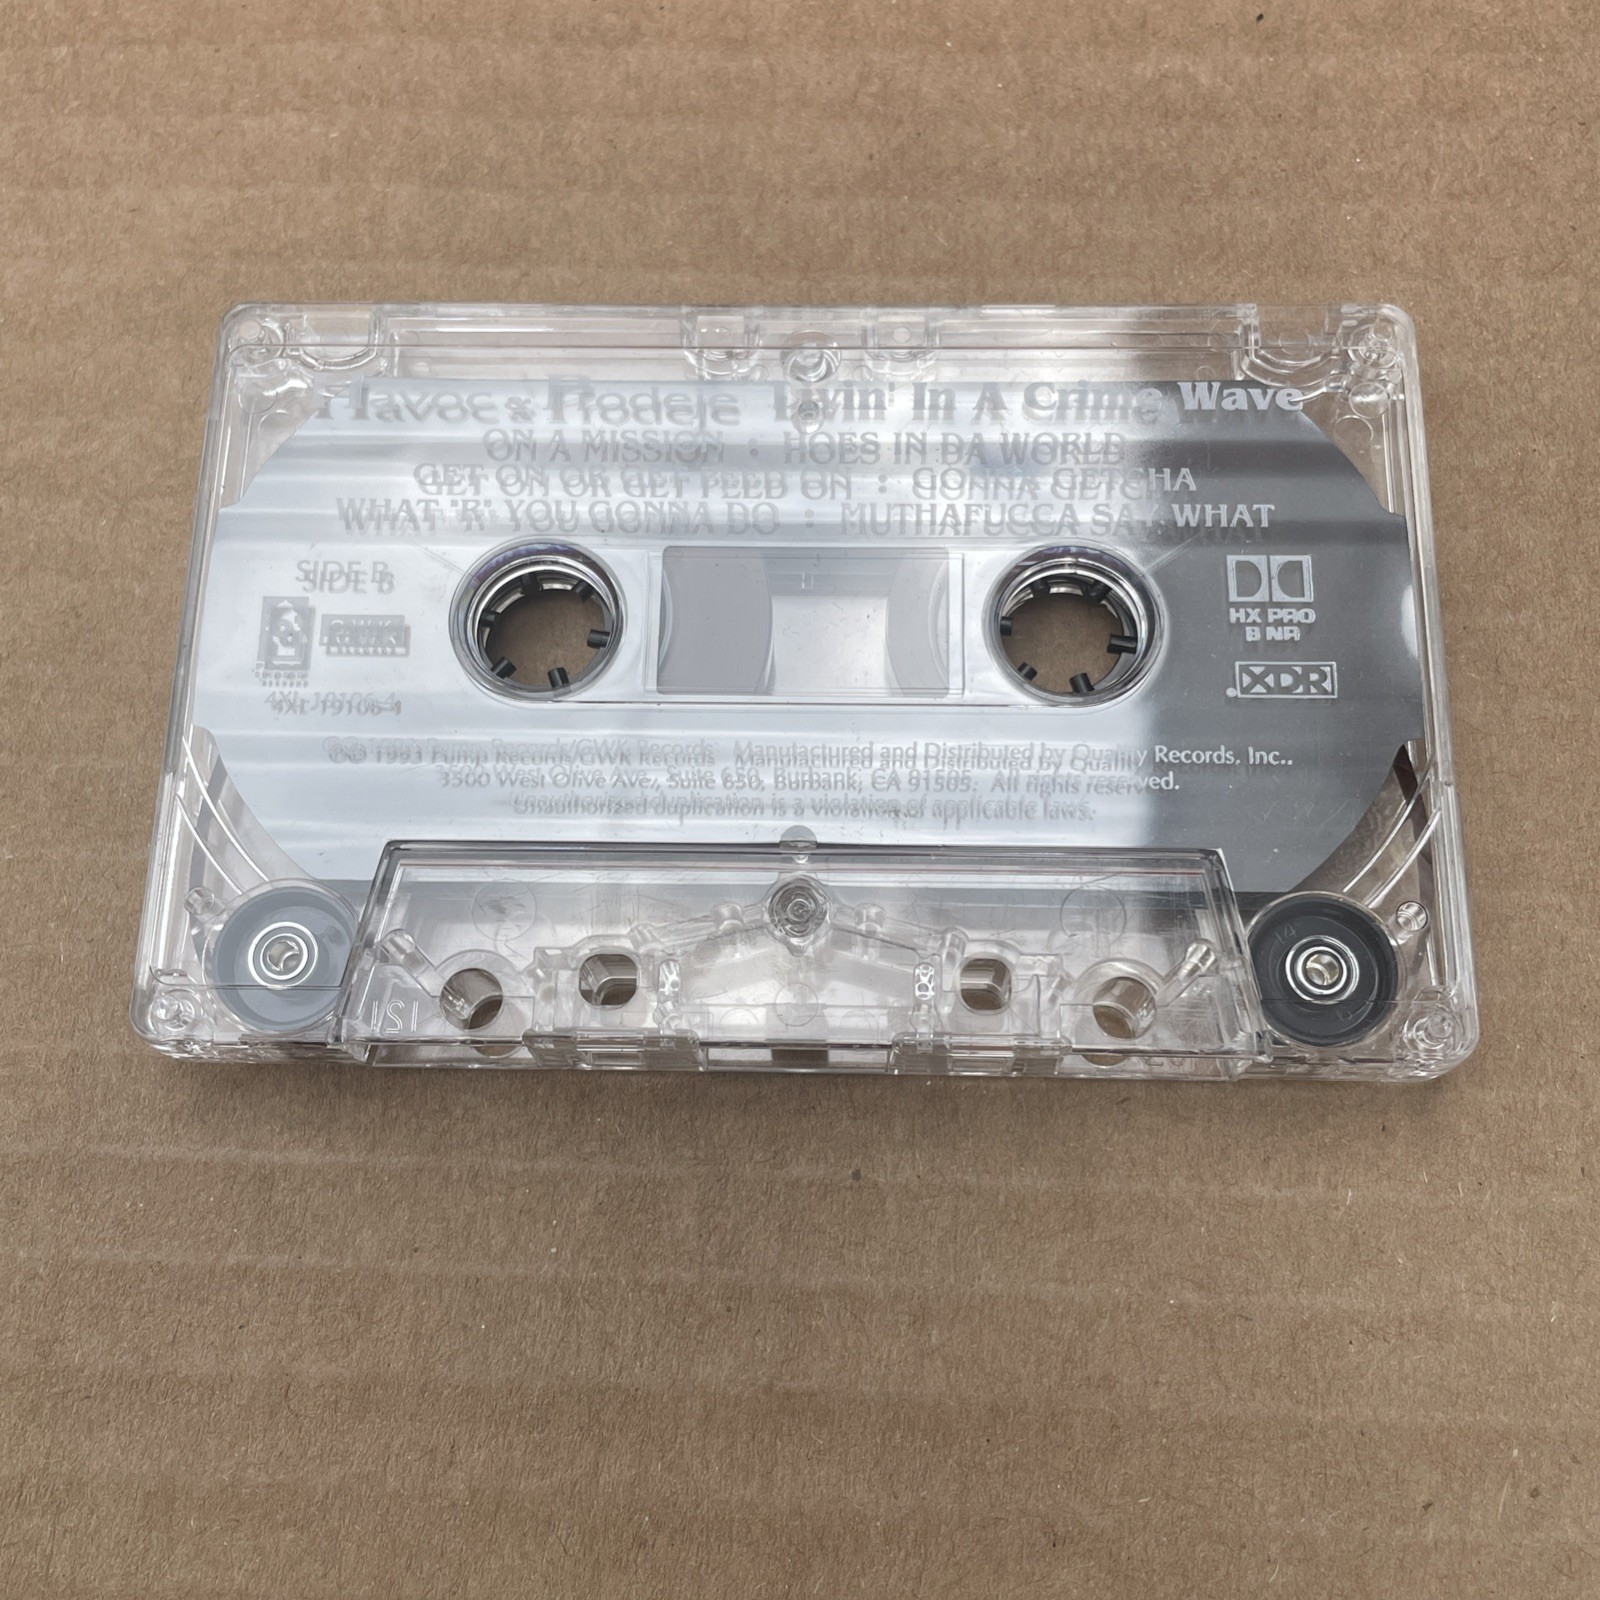 Havoc & Prodeje Livin' In A Crime Wave
ON A MISSION • HOES IN DA WORLD
GET ON OR GET PEED ON • GONNA GETCHA
WHAT "R" YOU GONNA DO • MUTHAFUCCA SAY WHAT
SIDE B
HX PRO
B NR
GWK
RECORDS
XDR
4XL 19106-4
℗© 1993 Pump Records/GWK Records Manufactured and Distributed by Quality Records, Inc..
3500 West Olive Ave., Suite 650, Burbank, CA 91505. All rights reserved.
Unauthorized duplication is a violation of applicable laws.